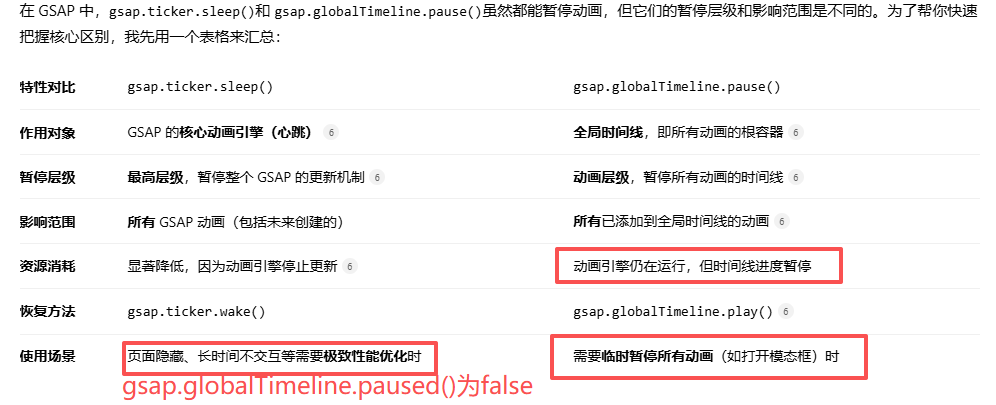 在 GSAP 中，gsap.ticker.sleep()和 gsap.globalTimeline.pause()虽然都能暂停动画，但它们的暂停层级和影响范围是不同的。为了帮你快速
把握核心区别，我先用一个表格来汇总：
特性对比 gsap.ticker.sleep() gsap.globalTimeline.pause()
作用对象 GSAP 的核心动画引擎（心跳） 6 全局时间线，即所有动画的根容器 6
暂停层级 最高层级，暂停整个 GSAP 的更新机制 6 动画层级，暂停所有动画的时间线 6
影响范围 所有 GSAP 动画（包括未来创建的） 所有已添加到全局时间线的动画 6
资源消耗 显著降低，因为动画引擎停止更新 6 动画引擎仍在运行，但时间线进度暂停
恢复方法 gsap.ticker.wake() gsap.globalTimeline.play() 6
使用场景 页面隐藏、长时间不交互等需要极致性能优化时 需要临时暂停所有动画（如打开模态框）时
gsap.globalTimeline.paused()为false